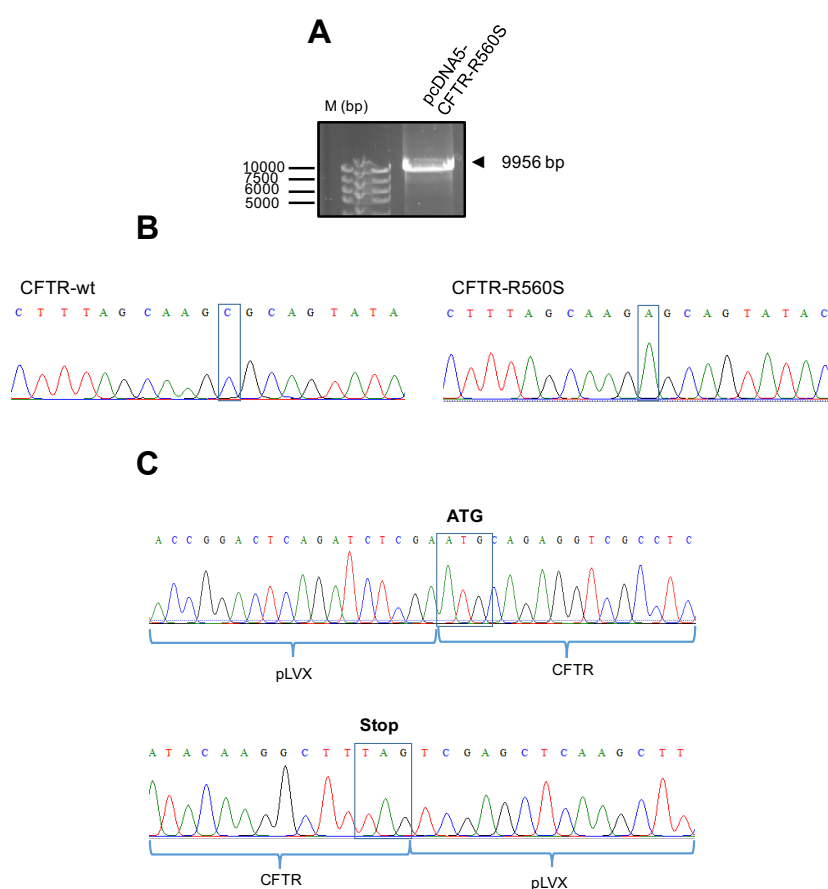 A
M (bp)
pcDNA5-
CFTR-R560S
10000
7500
6000
5000
9956 bp
B
CFTR-wt
C T T T A G C A A G C G C A G T A T A
CFTR-R560S
C T T T A G C A A G A G C A G T A T A C
C
ATG
A C C G G A C T C A G A T C T C G A A T G C A G A G G T C G C C T C
pLVX
CFTR
Stop
A T A C A A G G C T T T A G T C G A G C T C A A G C T T
CFTR
pLVX